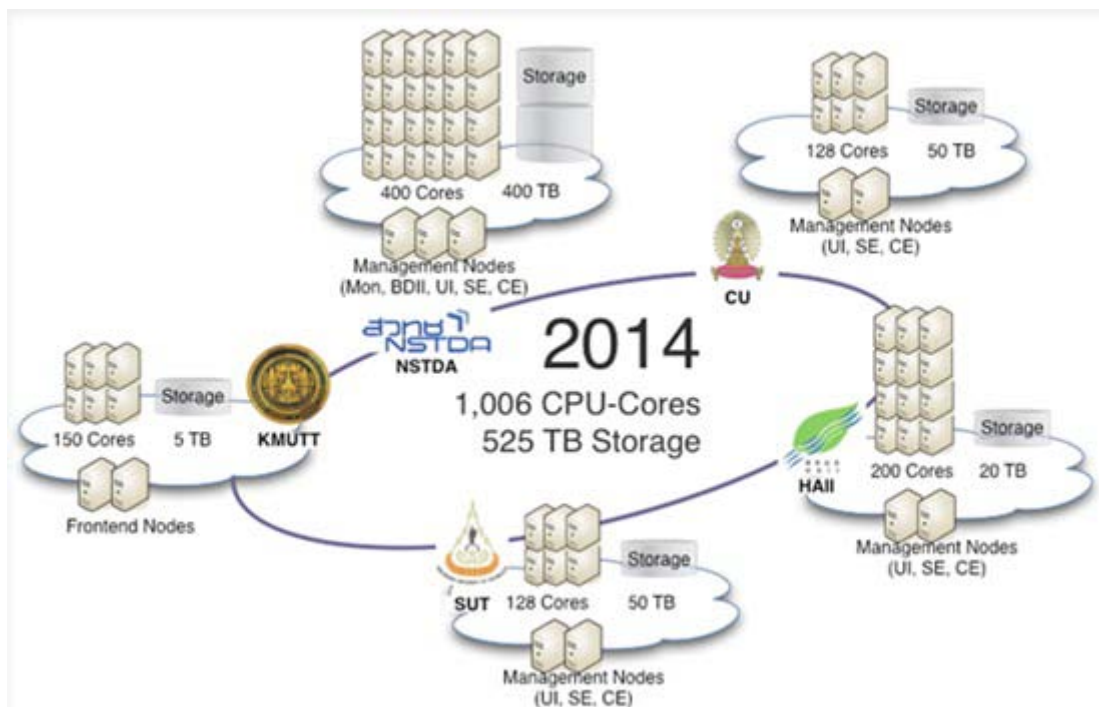 Storage
400 Cores 400 TB
Management Nodes
(Mon, BDII, UI, SE, CE)
Storage
128 Cores 50 TB
Management Nodes
(UI, SE, CE)
CU
สวทช
NSTDA
NSTDA
2014
1,006 CPU-Cores
525 TB Storage
Storage
150 Cores 5 TB
KMUTT
Frontend Nodes
Storage
HAII
200 Cores 20 TB
Management Nodes
(UI, SE, CE)
Storage
SUT
128 Cores 50 TB
Management Nodes
(UI, SE, CE)